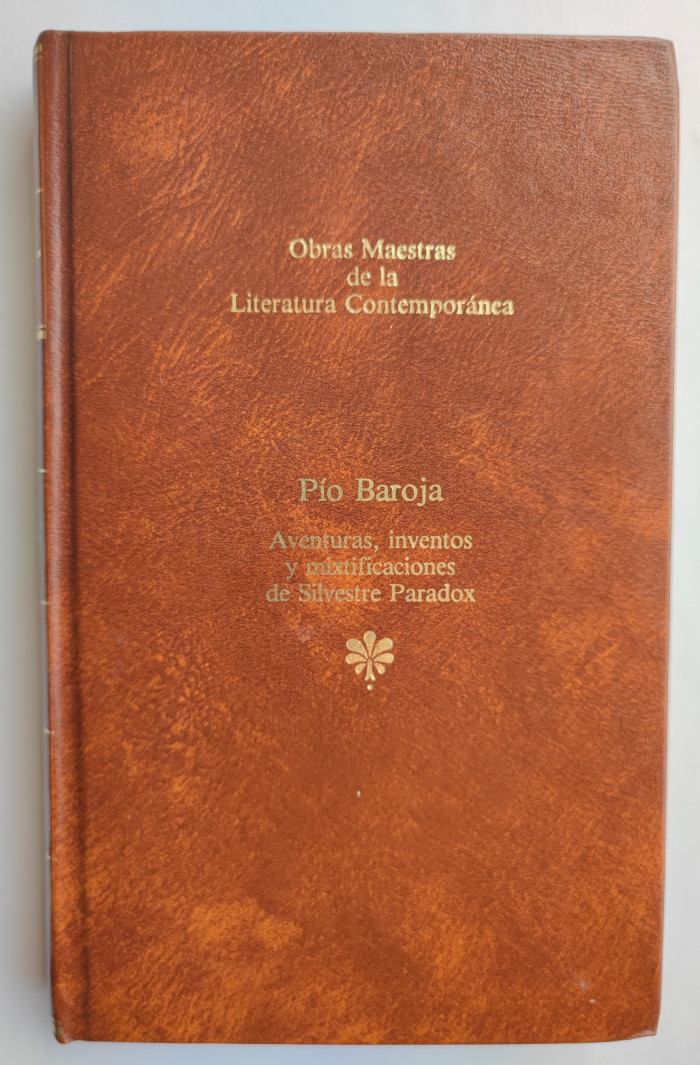 Obras Maestras
de la
Literatura Contemporánea
Pío Baroja
Aventuras, inventos
y mixtificaciones
de Silvestre Paradox